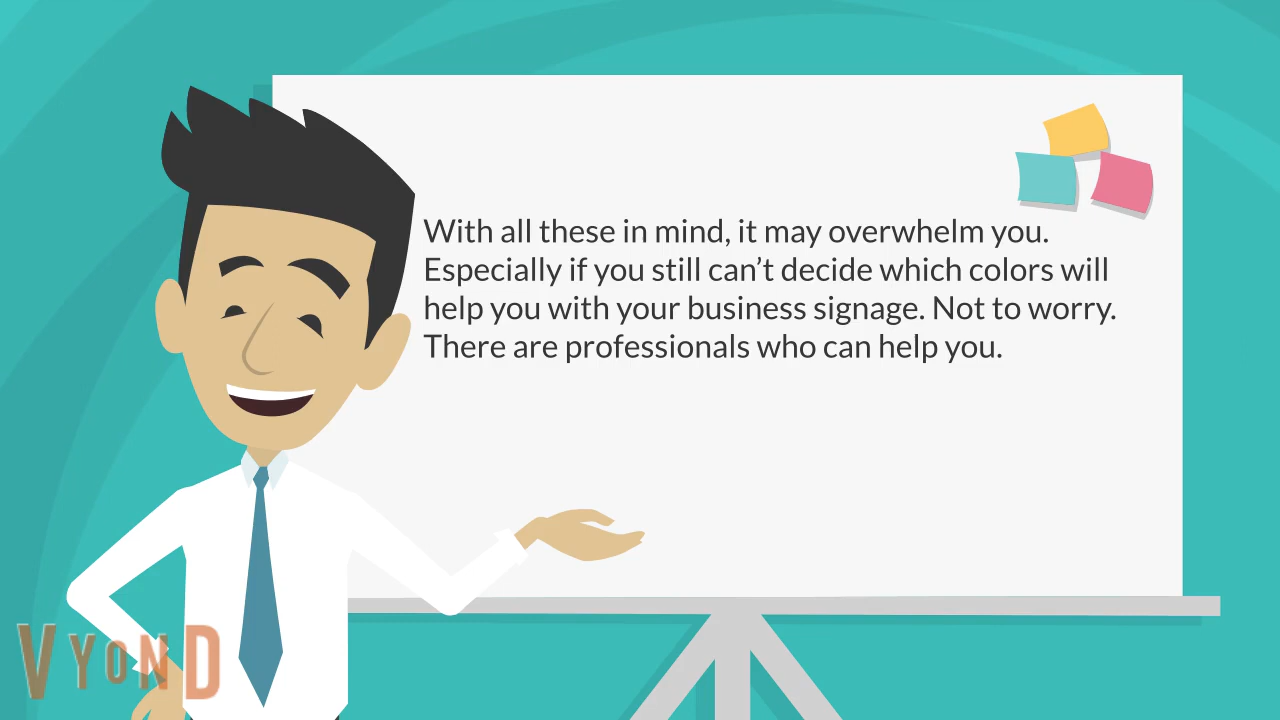 With all these in mind, it may overwhelm you.
Especially if you still can’t decide which colors will
help you with your business signage. Not to worry.
There are professionals who can help you.
VYOND